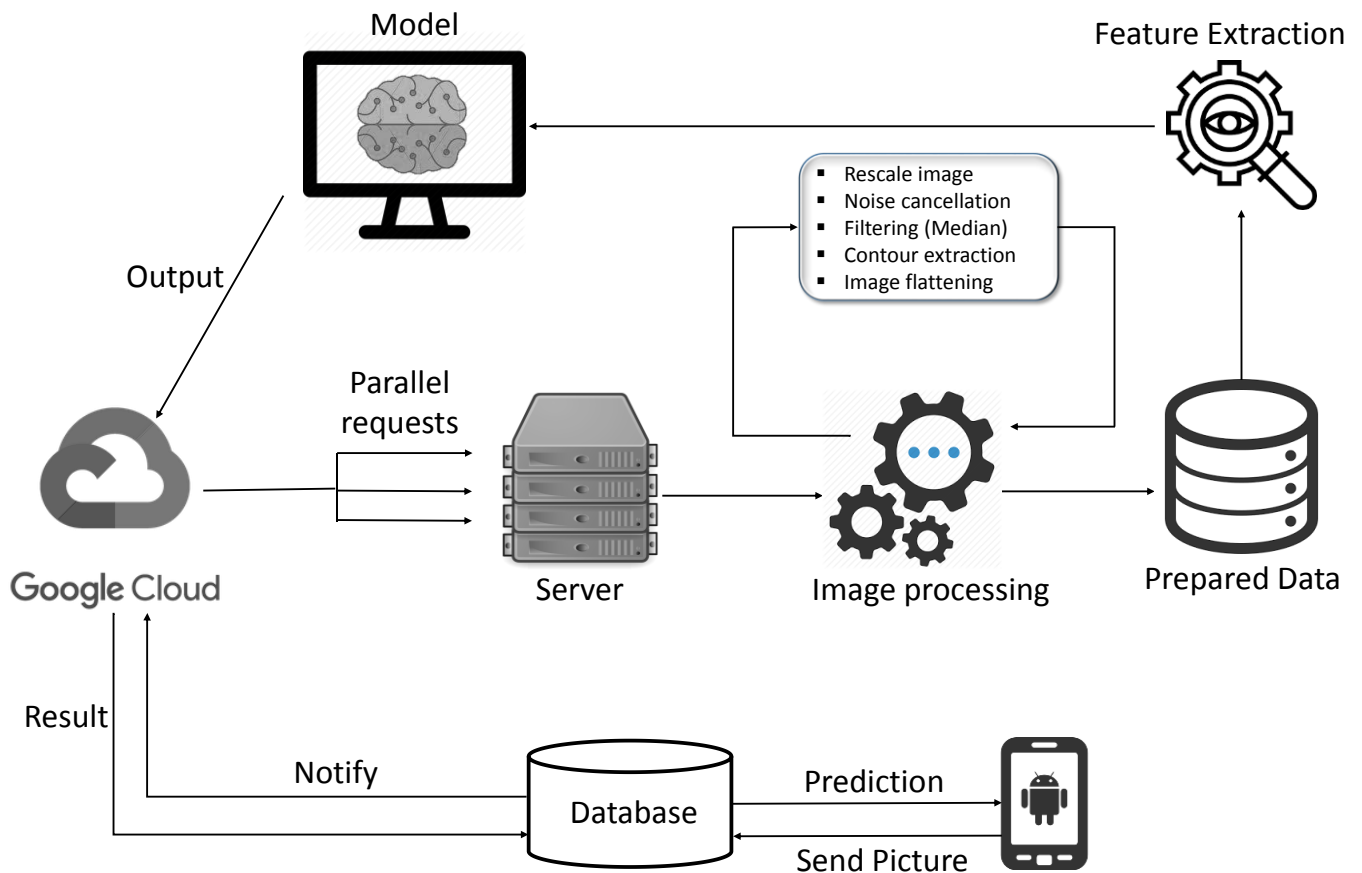 Model
Feature Extraction
▪ Rescale image
▪ Noise cancellation
▪ Filtering (Median)
▪ Contour extraction
▪ Image flattening
Output
Parallel
requests
Google Cloud
Server
Image processing
Prepared Data
Result
Notify
Database
Prediction
Send Picture